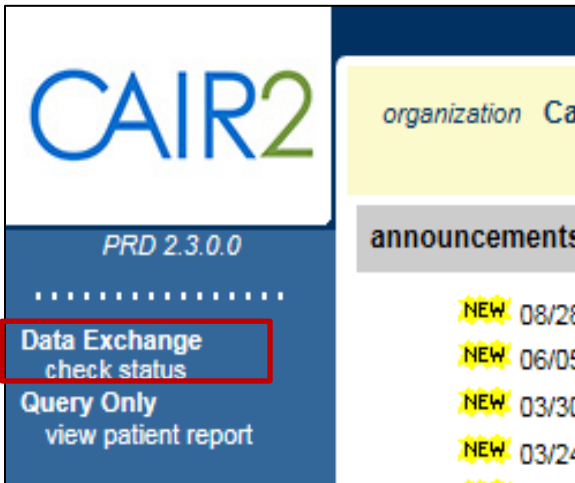 CAIR2
organization Ca
PRD 2.3.0.0
announcements
NEW 08/28
Data Exchange
NEW 06/05
check status
Query Only
NEW 03/30
view patient report
NEW 03/24